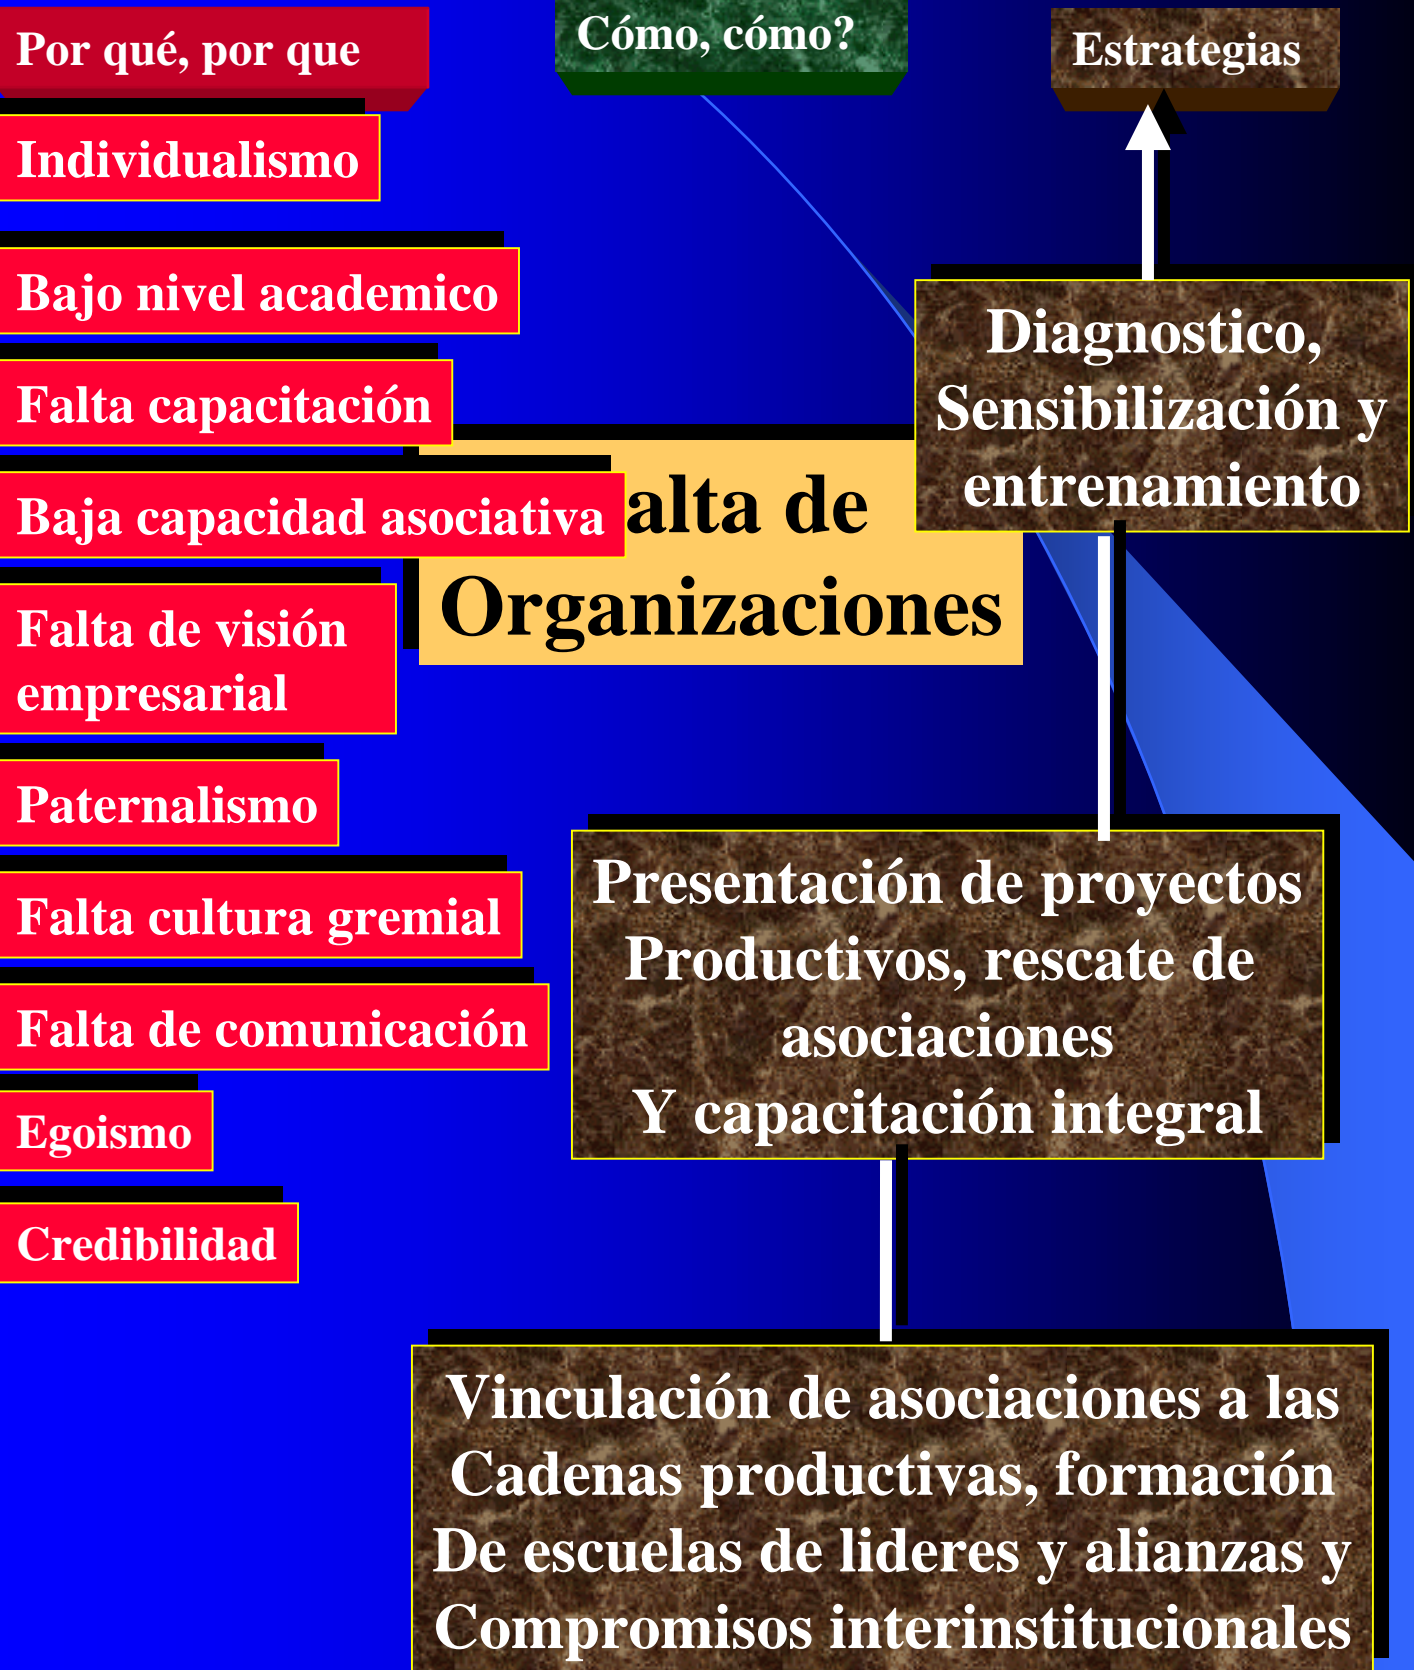 Por qué, por que
Cómo, cómo?
Estrategias
Individualismo
Bajo nivel academico
Falta capacitación
Baja capacidad asociativa
Falta de visión
empresarial
Paternalismo
Falta cultura gremial
Falta de comunicación
Egoismo
Credibilidad
alta de
Organizaciones
Diagnostico,
Sensibilización y
entrenamiento
Presentación de proyectos
Productivos, rescate de
asociaciones
Y capacitación integral
Vinculación de asociaciones a las
Cadenas productivas, formación
De escuelas de lideres y alianzas y
Compromisos interinstitucionales